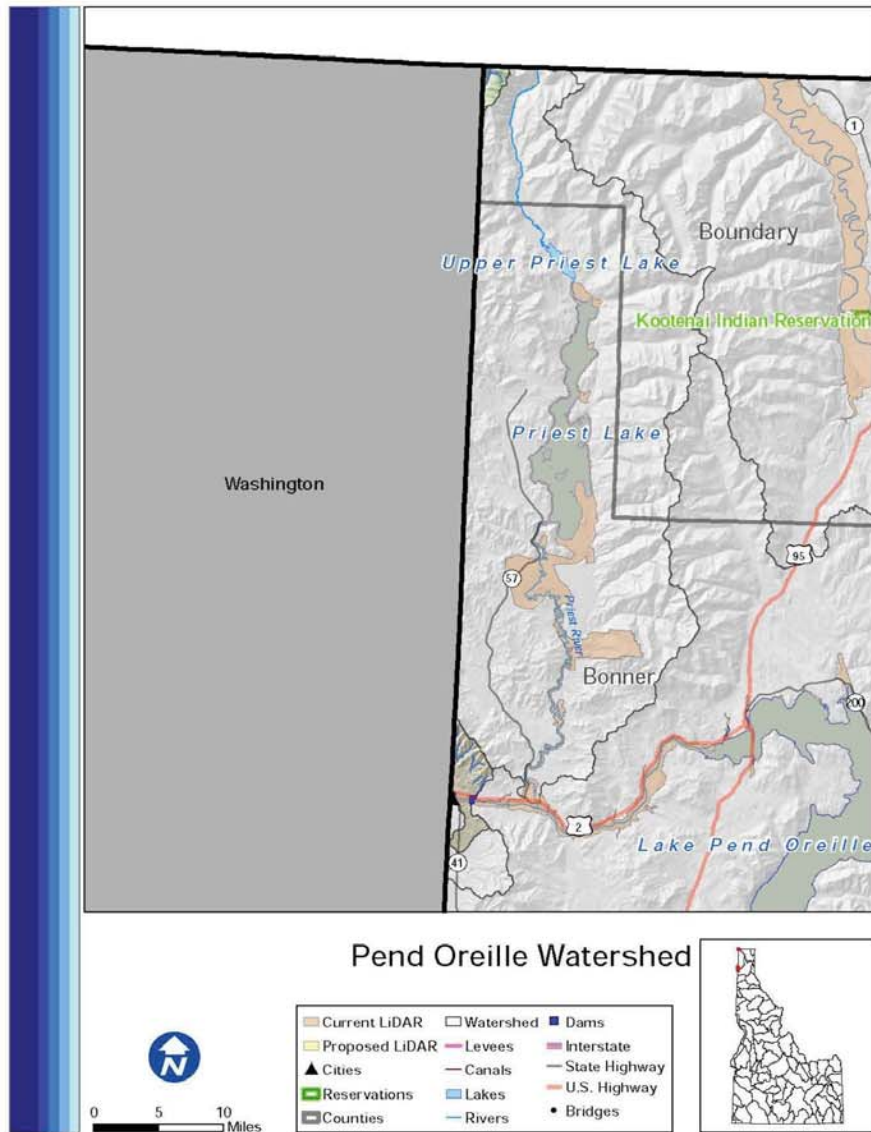 1
Boundary
Upper Priest Lake
Kootenai Indian Reservation
Priest Lake
Washington
95
57
Priest River
Bonner
200
2
Lake Pend Oreille
41
Pend Oreille Watershed
Current LiDAR
Proposed LiDAR
Cities
Reservations
Counties
Watershed
Levees
Canals
Lakes
Rivers
Dams
Interstate
State Highway
U.S. Highway
Bridges
N
0 5 10
Miles